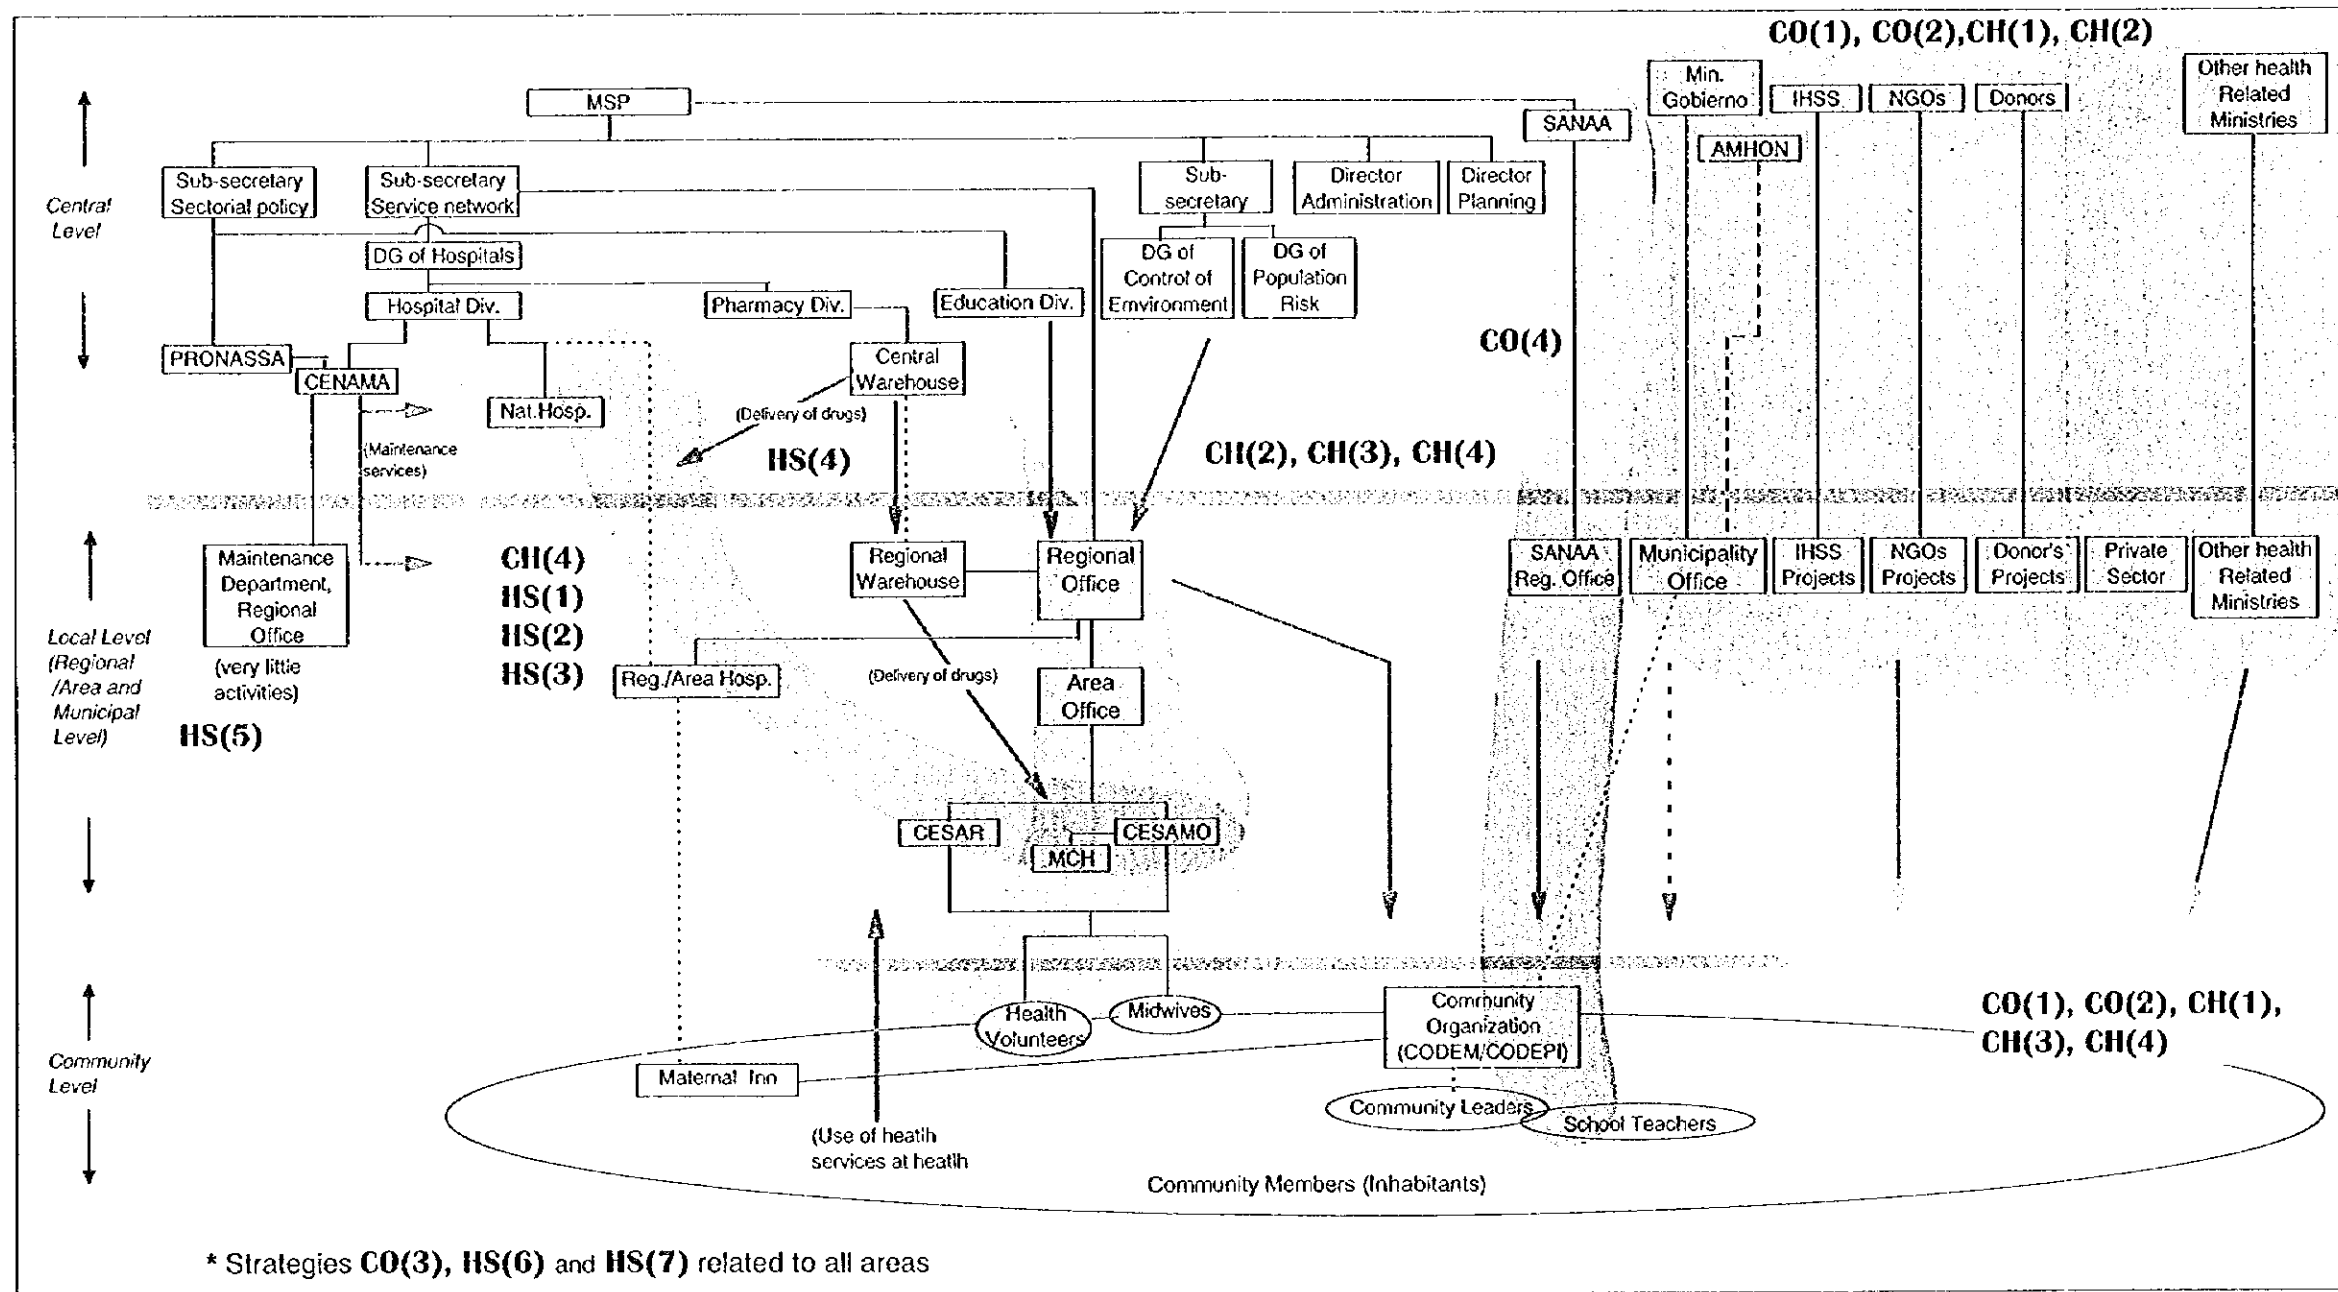 CO(1), CO(2),CH(1), CH(2)
MSP
SANAA
Min.
Gobierno
IHSS
NGOs
Donors
Other health
Related
Ministries
AMHON
Central
Level
Sub-secretary
Sectorial policy
Sub-secretary
Service network
Sub-
secretary
Director
Administration
Director
Planning
DG of Hospitals
DG of
Control of
Emvironment
DG of
Population
Risk
Hospital Div.
Pharmacy Div.
Education Div.
PRONASSA
CENAMA
Nat.Hosp.
Central
Warehouse
CO(4)
(Delivery of drugs)
(Maintenance
services)
HS(4)
CH(2), CH(3), CH(4)
Local Level
(Regional
/Area and
Municipal
Level)
Maintenance
Department,
Regional
Office
(very little
activities)
HS(5)
CH(4)
HS(1)
HS(2)
HS(3)
Regional
Warehouse
Regional
Office
SANAA
Reg. Office
Municipality
Office
IHSS
Projects
NGOs
Projects
Donor's
Projects
Private
Sector
Other health
Related
Ministries
Reg./Area Hosp.
(Delivery of drugs)
Area
Office
CESAR
CESAMO
MCH
Community
Level
Health
Volunteers
Midwives
Community
Organization
(CODEM/CODEPI)
CO(1), CO(2), CH(1),
CH(3), CH(4)
Maternal Inn
Community Leaders
School Teachers
(Use of heatlh
services at heatlh
Community Members (Inhabitants)
* Strategies CO(3), HS(6) and HS(7) related to all areas